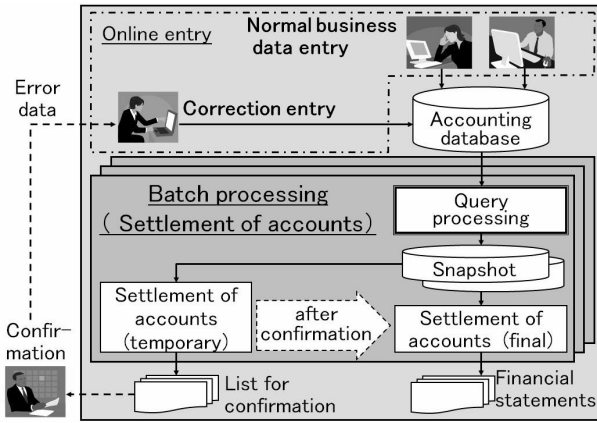 Online entry
Normal business
data entry
Error
data
Correction entry
Accounting
database
Batch processing
( Settlement of accounts)
Query
processing
Snapshot
Settlement of
accounts
(temporary)
after
confirmation
Settlement of
accounts (final)
Confir-
mation
List for
confirmation
Financial
statements